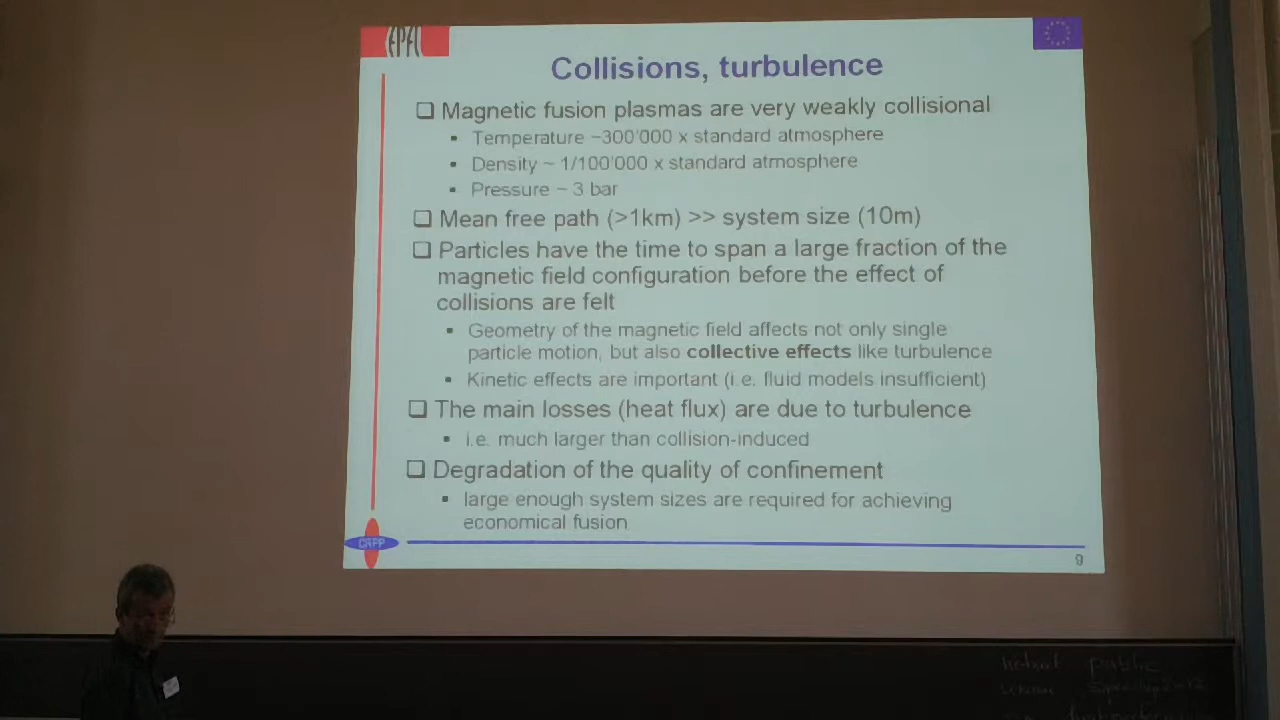 EPFL
Collisions, turbulence
❑ Magnetic fusion plasmas are very weakly collisional
▪ Temperature ~300'000 x standard atmosphere
▪ Density ~ 1/100'000 x standard atmosphere
▪ Pressure ~ 3 bar
❑ Mean free path (>1km) >> system size (10m)
❑ Particles have the time to span a large fraction of the
magnetic field configuration before the effect of
collisions are felt
▪ Geometry of the magnetic field affects not only single
particle motion, but also collective effects like turbulence
▪ Kinetic effects are important (i.e. fluid models insufficient)
❑ The main losses (heat flux) are due to turbulence
▪ i.e. much larger than collision-induced
❑ Degradation of the quality of confinement
▪ large enough system sizes are required for achieving
economical fusion
CRPP
9
public